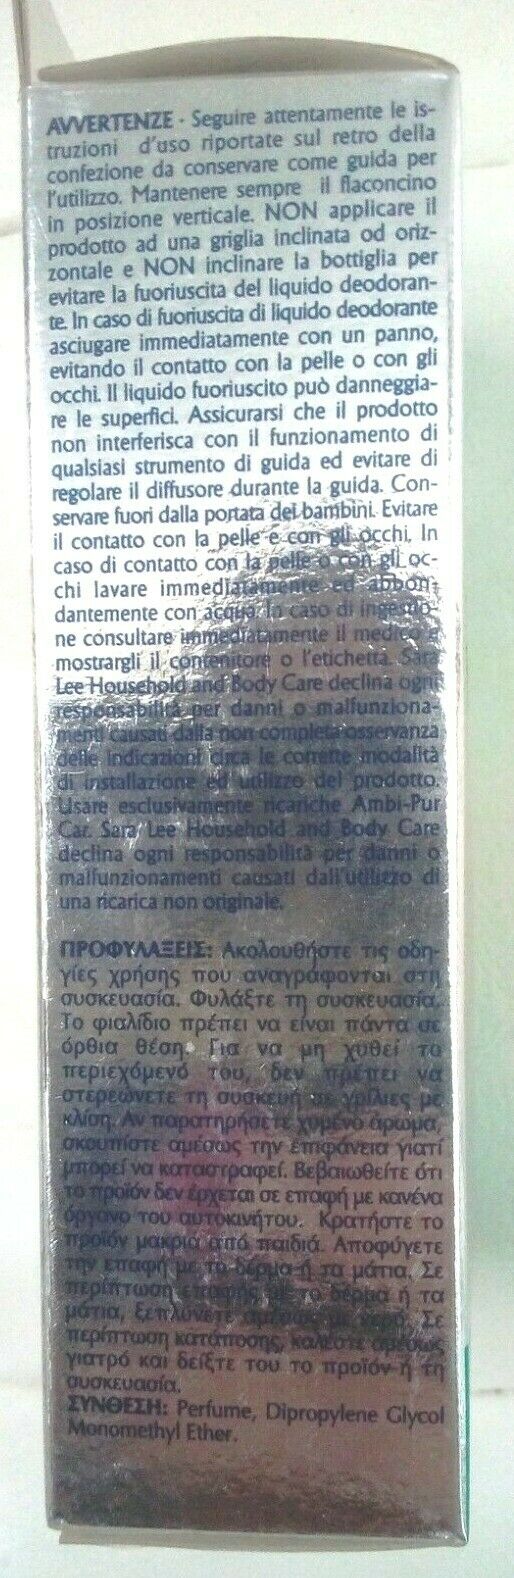 AVVERTENZE - Seguire attentamente le is-
truzioni d'uso riportate sul retro della
confezione da conservare come guida per
l'utilizo. Mantenere sempre il flaconcino
in posizione verticale. NON applicare il
prodotto ad una griglia inclinata od oriz-
zontale e NON inclinare la bottiglia per
evitare la fuoriuscita del liquido deodoran-
te. In caso di fuoriuscita di liquido deodorante
asciugare immediatamente con un panno,
evitando il contatto con la pelle o con gli
occhi. Il liquido fuoriuscito può danneggia-
re le superfici. Assicurarsi che il prodotto
non interferisca con il funzionamento di
qualsiasi strumento di guida ed evitare di
regolare il diffusore durante la guida. Con-
servare fuori dalla portata dei bambini. Evitare
il contatto con la pelle e con gli occhi. In
caso di contatto con la pelle o con gli oc-
chi lavare immediatamente ed abbon-
dantemente con acqua. In caso di ingestio-
ne consultare immediatamente il medico e
mostrargli il contenitore o l'etichetta. Sara
Lee Household and Body Care declina ogni
responsabilità per danni o malfunziona-
menti causati dalla non completa osservanza
delle indicazioni circa le corrette modalità
di installazione ed utilizzo del prodotto.
Usare esclusivamente ricariche Ambi-Pur
Car. Sara Lee Household and Body Care
declina ogni responsabilità per danni o
malfunzionamenti causati dall'utilizzo di
una ricarica non originale.
ΠΡΟΦΥΛΑΞΕΙΣ: Ακολουθήστε τις οδη-
γίες χρήσης που αναγράφονται στη
συσκευασία. Φυλάξτε τη συσκευασία.
Το φιαλίδιο πρέπει να είναι πάντα σε
όρθια θέση. Για να μη χυθεί το
περιεχόμενό του, δεν πρέπει να
στερεώνετε τη συσκευή σε γρίλιες με
κλίση. Αν παρατηρήσετε χυμένο άρωμα,
σκουπίστε αμέσως την επιφάνεια γιατί
μπορεί να καταστραφεί. Βεβαιωθείτε ότι
το προϊόν δεν έρχεται σε επαφή με κανένα
όργανο του αυτοκινήτου. Κρατήστε το
προϊόν μακριά από παιδιά. Αποφύγετε
την επαφή με το δέρμα ή τα μάτια. Σε
περίπτωση επαφής με το δέρμα ή τα
μάτια, ξεπλύνετε αμέσως με νερό. Σε
περίπτωση κατάποσης, καλέστε αμέσως
γιατρό και δείξτε του το προϊόν ή τη
συσκευασία.
ΣΥΝΘΕΣΗ: Perfume, Dipropylene Glycol
Monomethyl Ether.